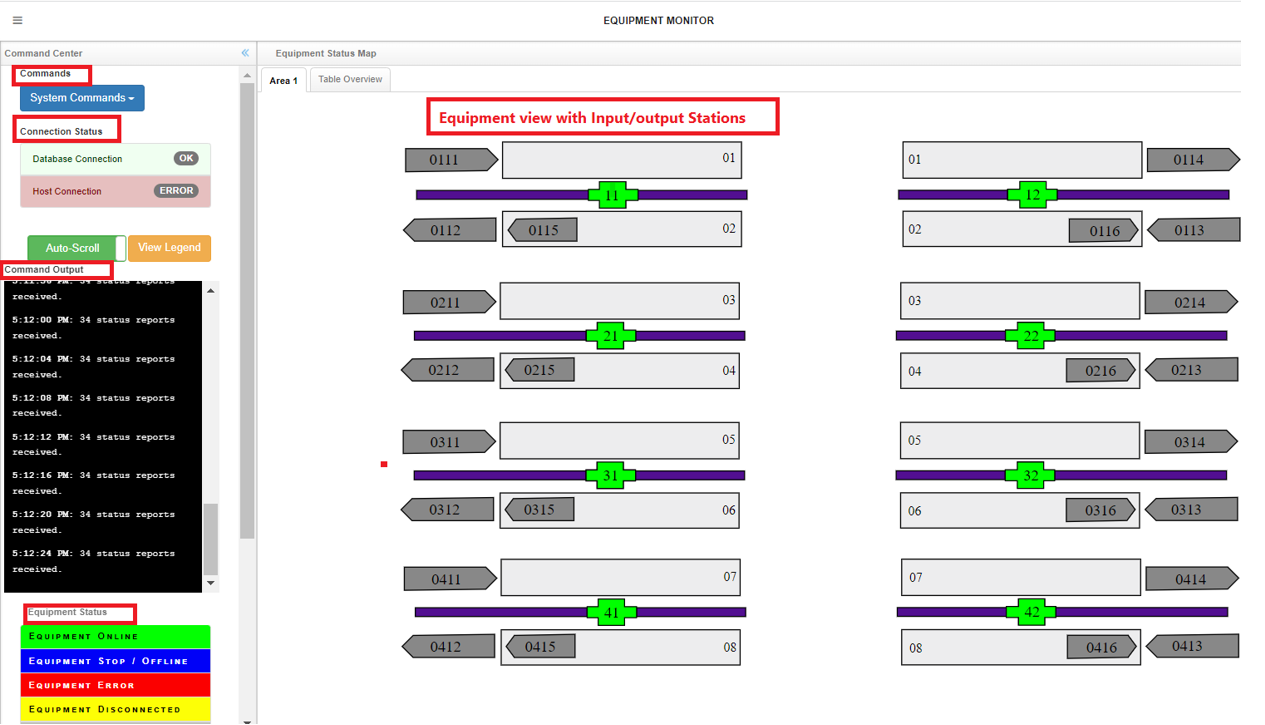 EQUIPMENT MONITOR
Command Center
Equipment Status Map
Commands
System Commands
Connection Status
Database Connection OK
Host Connection ERROR
Auto-Scroll View Legend
Command Output
5:11:56 PM: 34 status reports
received.
5:12:00 PM: 34 status reports
received.
5:12:04 PM: 34 status reports
received.
5:12:08 PM: 34 status reports
received.
5:12:12 PM: 34 status reports
received.
5:12:16 PM: 34 status reports
received.
5:12:20 PM: 34 status reports
received.
5:12:24 PM: 34 status reports
received.
Equipment Status
EQUIPMENT ONLINE
EQUIPMENT STOP / OFFLINE
EQUIPMENT ERROR
EQUIPMENT DISCONNECTED
Area 1 Table Overview
Equipment view with Input/output Stations
0111 01 01 0114
11 12
0112 0115 02 02 0116 0113
0211 03 03 0214
21 22
0212 0215 04 04 0216 0213
0311 05 05 0314
31 32
0312 0315 06 06 0316 0313
0411 07 07 0414
41 42
0412 0415 08 08 0416 0413